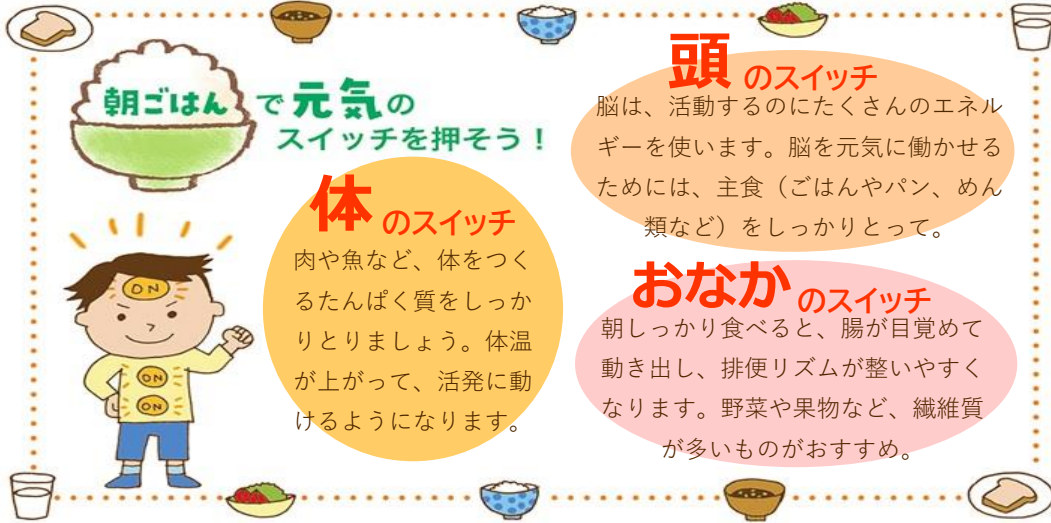 朝ごはんで元気の
スイッチを押そう！
頭のスイッチ
脳は、活動するのにたくさんのエネル
ギーを使います。脳を元気に働かせる
ためには、主食（ごはんやパン、めん
類など）をしっかりとって。
体のスイッチ
肉や魚など、体をつく
るたんぱく質をしっか
りとりましょう。体温
が上がって、活発に動
けるようになります。
おなかのスイッチ
朝しっかり食べると、腸が目覚めて
動き出し、排便リズムが整いやすく
なります。野菜や果物など、繊維質
が多いものがおすすめ。
ON
ON
ON